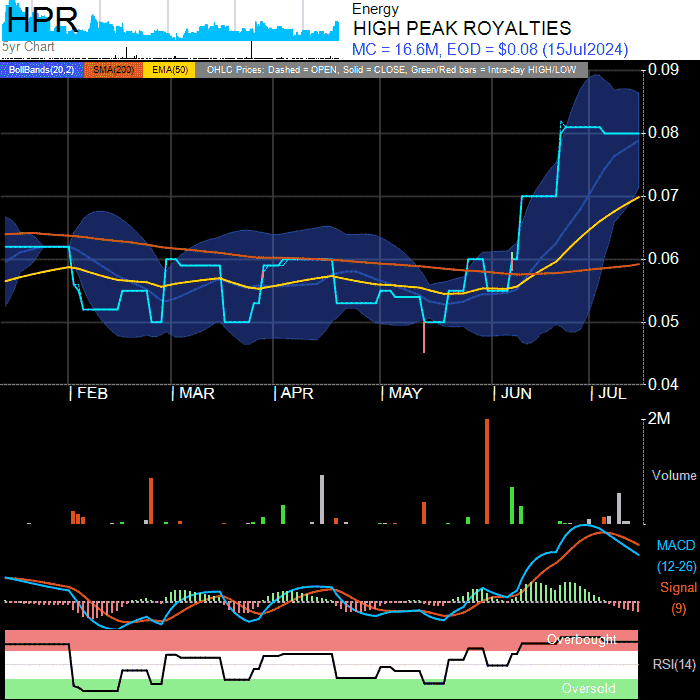 HPR
5yr Chart
Energy
HIGH PEAK ROYALTIES
MC = 16.6M, EOD = $0.08 (15Jul2024)
BollBands(20,2) SMA(200) EMA(50) OHLC Prices: Dashed = OPEN, Solid = CLOSE, Green/Red bars = Intra-day HIGH/LOW
0.09
0.08
0.07
0.06
0.05
0.04
FEB MAR APR MAY JUN JUL
2M
Volume
MACD
(12-26)
Signal
(9)
Overbought
RSI(14)
Oversold